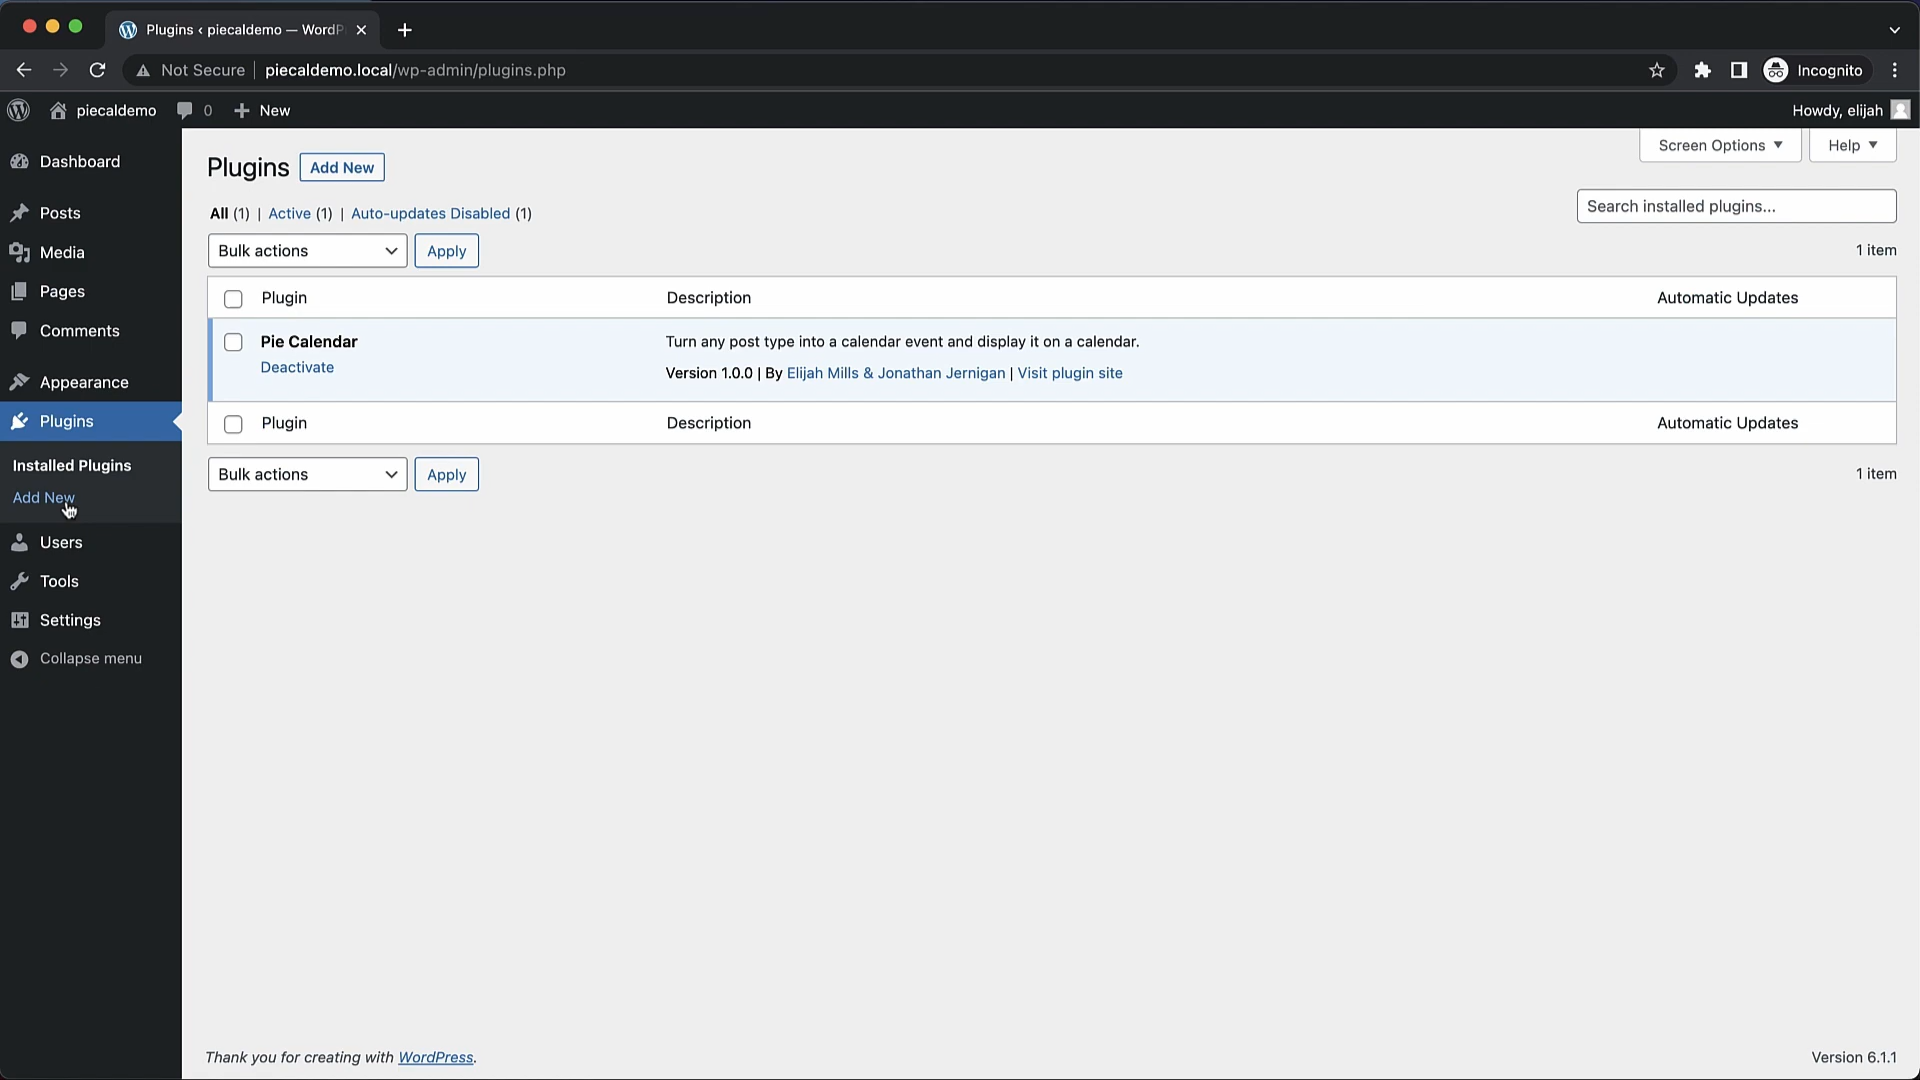 Plugins ‹ piecaldemo — WordP
Not Secure
piecaldemo.local/wp-admin/plugins.php
Incognito
piecaldemo
0
New
Howdy, elijah
Dashboard
Posts
Media
Pages
Comments
Appearance
Plugins
Installed Plugins
Add New
Users
Tools
Settings
Collapse menu
Screen Options
Help
Plugins
Add New
All (1) | Active (1) | Auto-updates Disabled (1)
Search installed plugins...
Bulk actions
Apply
1 item
Plugin
Description
Automatic Updates
Pie Calendar
Deactivate
Turn any post type into a calendar event and display it on a calendar.
Version 1.0.0 | By Elijah Mills & Jonathan Jernigan | Visit plugin site
Plugin
Description
Automatic Updates
Bulk actions
Apply
1 item
Thank you for creating with WordPress.
Version 6.1.1